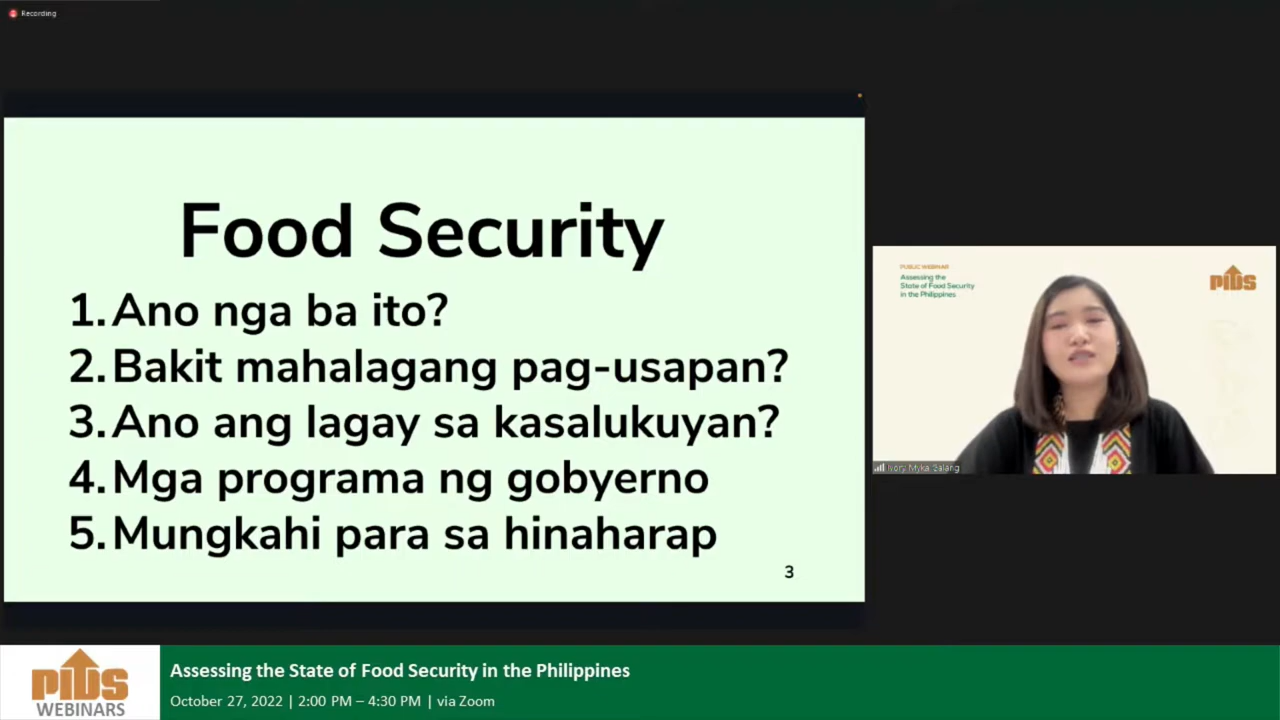 Recording
Food Security
1. Ano nga ba ito?
2. Bakit mahalagang pag-usapan?
3. Ano ang lagay sa kasalukuyan?
4. Mga programa ng gobyerno
5. Mungkahi para sa hinaharap
3
PUBLIC WEBINAR
Assessing the
State of Food Security
in the Philippines
PIDS
Ivory Myka Galang
PIDS
WEBINARS
Assessing the State of Food Security in the Philippines
October 27, 2022 | 2:00 PM – 4:30 PM | via Zoom